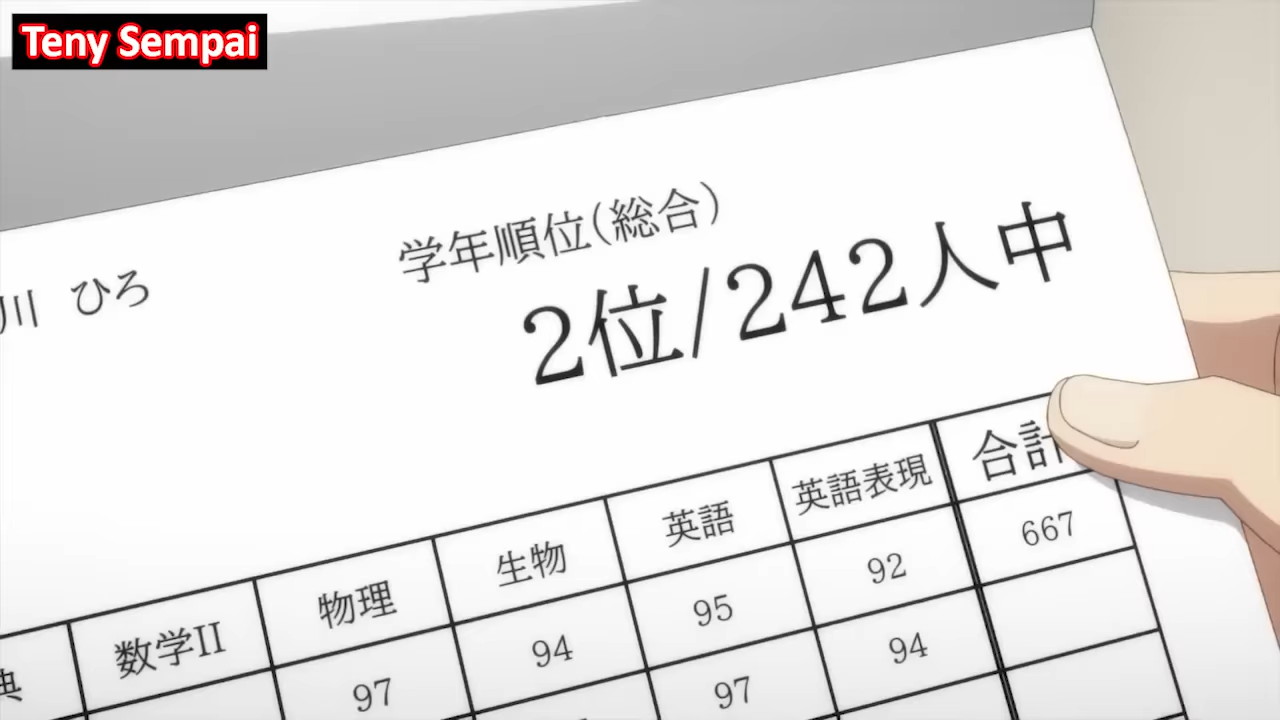 Teny Sempai
学年順位(総合)
川 ひろ
2位/242人中
典 数学II 物理 生物 英語 英語表現 合計
97 94 95 92 667
97 94